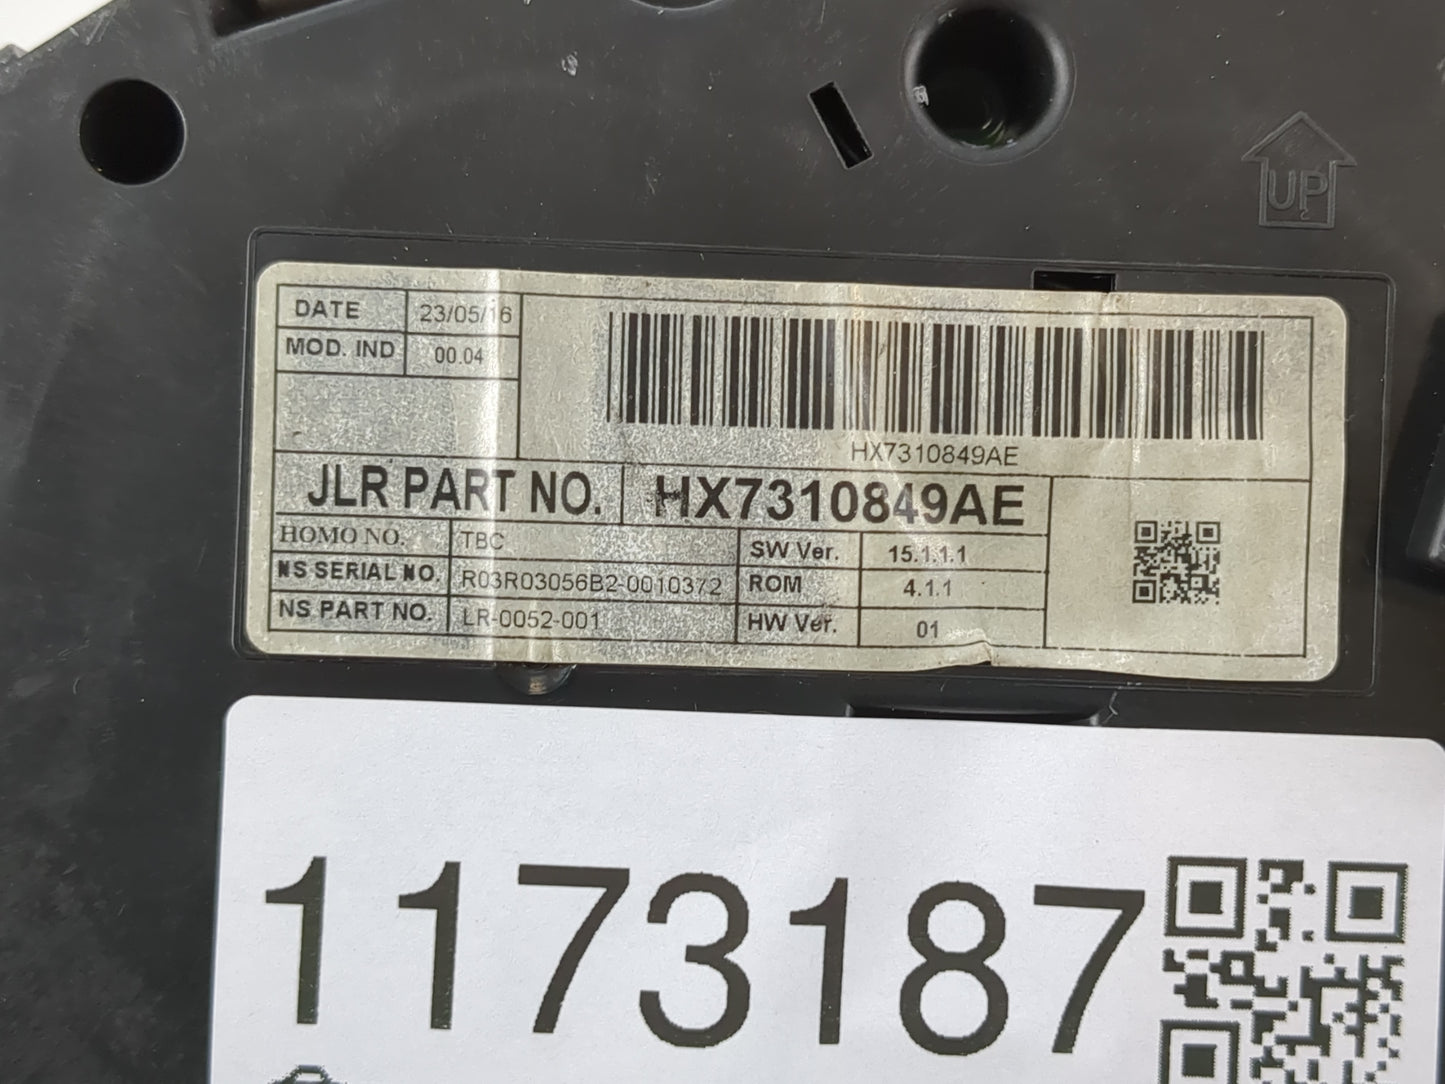 UP
DATE 23/05/16
MOD. IND 00.04
HX7310849AE
JLR PART NO. HX7310849AE
HOMO NO. TBC SW Ver. 15.1.1.1
NS SERIAL NO. R03R03056B2-0010372 ROM 4.1.1
NS PART NO. LR-0052-001 HW Ver. 01
1173187